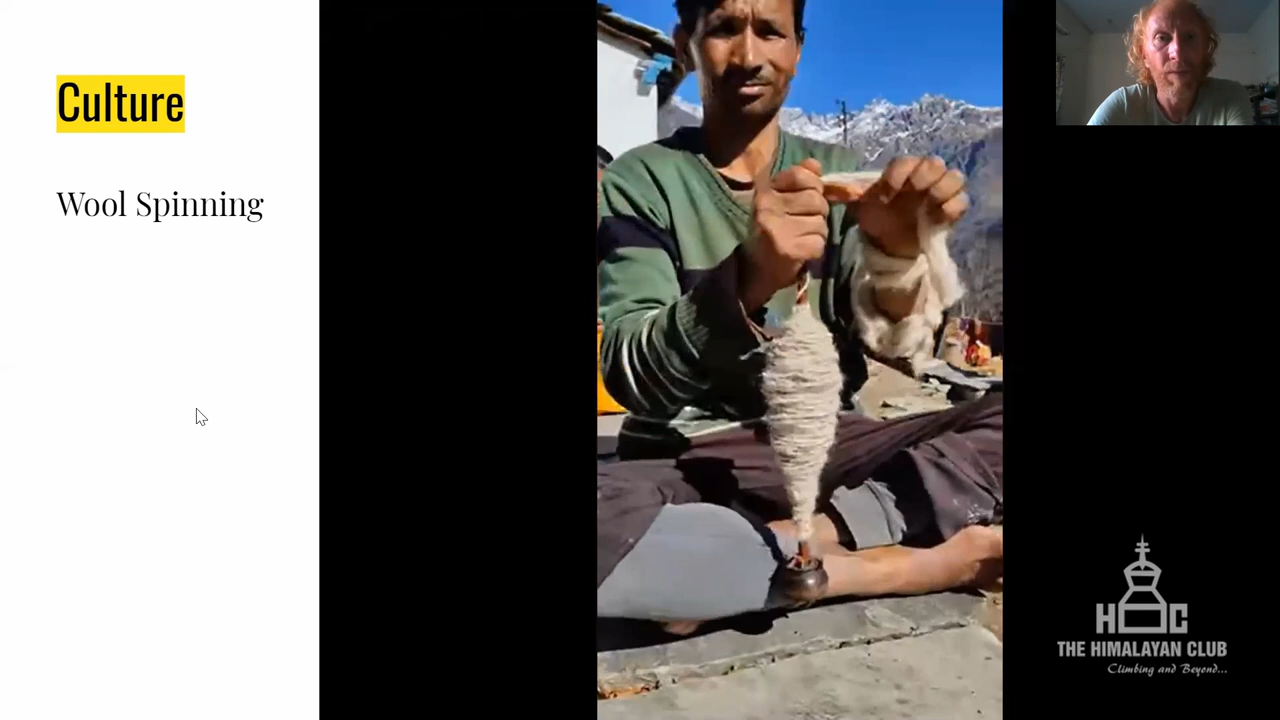 Culture
Wool Spinning
HC
THE HIMALAYAN CLUB
Climbing and Beyond...